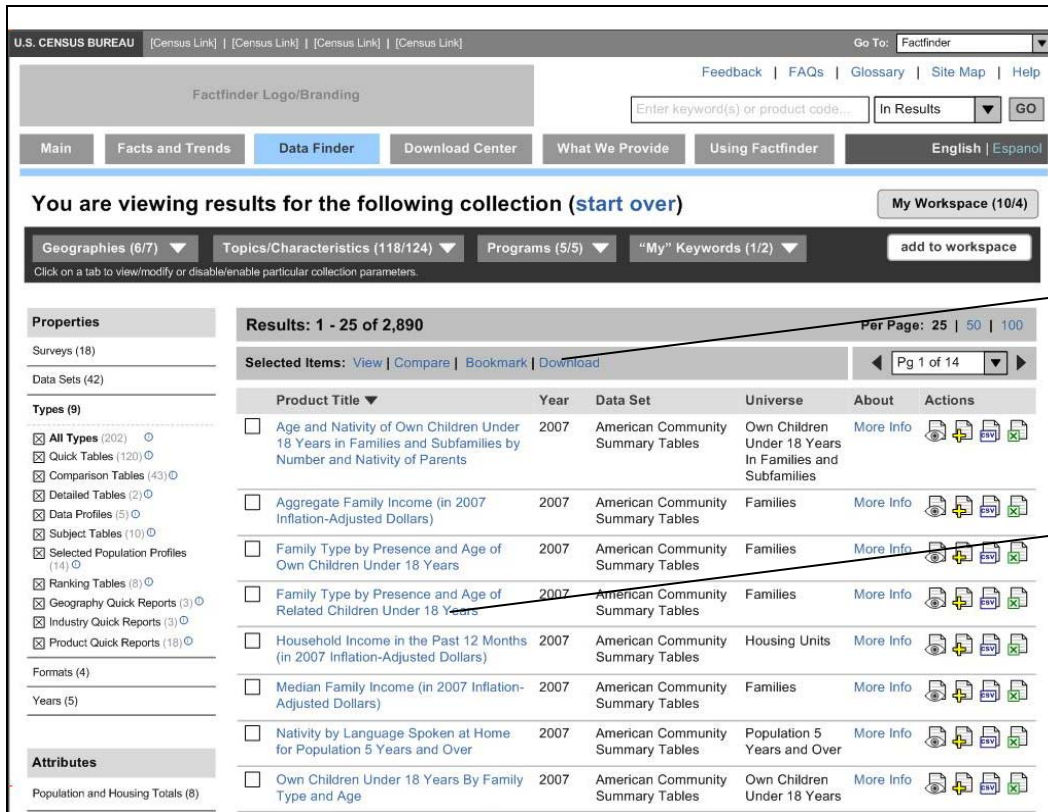 U.S. CENSUS BUREAU [Census Link] | [Census Link] | [Census Link] | [Census Link] Go To: Factfinder
Feedback | FAQs | Glossary | Site Map | Help
Factfinder Logo/Branding
Enter keyword(s) or product code... In Results GO
Main Facts and Trends Data Finder Download Center What We Provide Using Factfinder English | Espanol
You are viewing results for the following collection (start over) My Workspace (10/4)
Geographies (6/7) Topics/Characteristics (118/124) Programs (5/5) “My” Keywords (1/2) add to workspace
Click on a tab to view/modify or disable/enable particular collection parameters.
Properties
Surveys (18)
Data Sets (42)
Types (9)
All Types (202)
Quick Tables (120)
Comparison Tables (43)
Detailed Tables (2)
Data Profiles (5)
Subject Tables (10)
Selected Population Profiles
(14)
Ranking Tables (8)
Geography Quick Reports (3)
Industry Quick Reports (3)
Product Quick Reports (18)
Formats (4)
Years (5)
Attributes
Population and Housing Totals (8)
Results: 1 - 25 of 2,890 Per Page: 25 | 50 | 100
Selected Items: View | Compare | Bookmark | Download Pg 1 of 14
Product Title Year Data Set Universe About Actions
Age and Nativity of Own Children Under 2007 American Community Own Children More Info CSV
18 Years in Families and Subfamilies by Summary Tables Under 18 Years
Number and Nativity of Parents In Families and
Subfamilies
Aggregate Family Income (in 2007 2007 American Community Families More Info CSV
Inflation-Adjusted Dollars) Summary Tables
Family Type by Presence and Age of 2007 American Community Families More Info CSV
Own Children Under 18 Years Summary Tables
Family Type by Presence and Age of 2007 American Community Families More Info CSV
Related Children Under 18 Years Summary Tables
Household Income in the Past 12 Months 2007 American Community Housing Units More Info CSV
(in 2007 Inflation-Adjusted Dollars) Summary Tables
Median Family Income (in 2007 Inflation- 2007 American Community Families More Info CSV
Adjusted Dollars) Summary Tables
Nativity by Language Spoken at Home 2007 American Community Population 5 More Info CSV
for Population 5 Years and Over Summary Tables Years and Over
Own Children Under 18 Years By Family 2007 American Community Own Children More Info CSV
Type and Age Summary Tables Under 18 Years